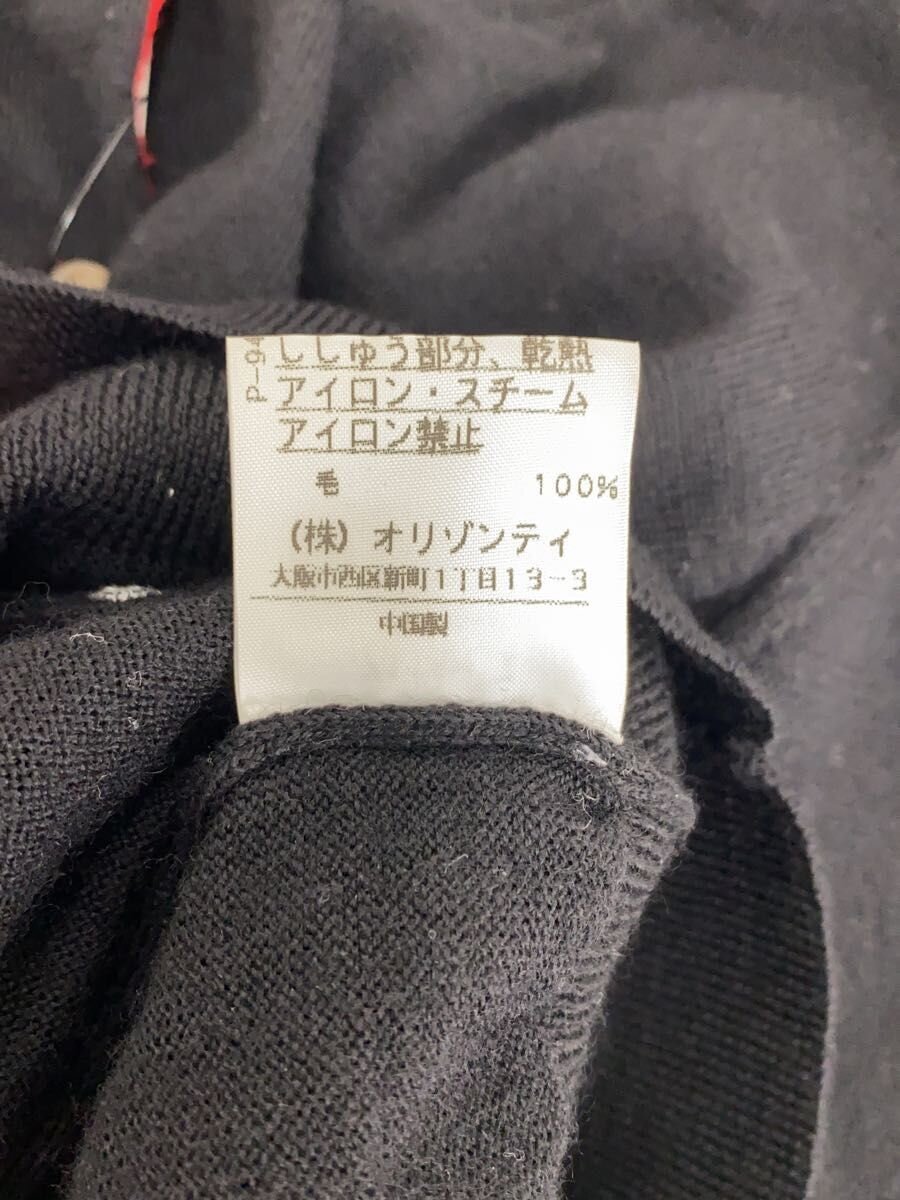 ししゅう部分、乾熱
アイロン・スチーム
アイロン禁止
毛 100%
(株)オリゾンティ
大阪市西区新町1丁目13-3
中国製
P-94